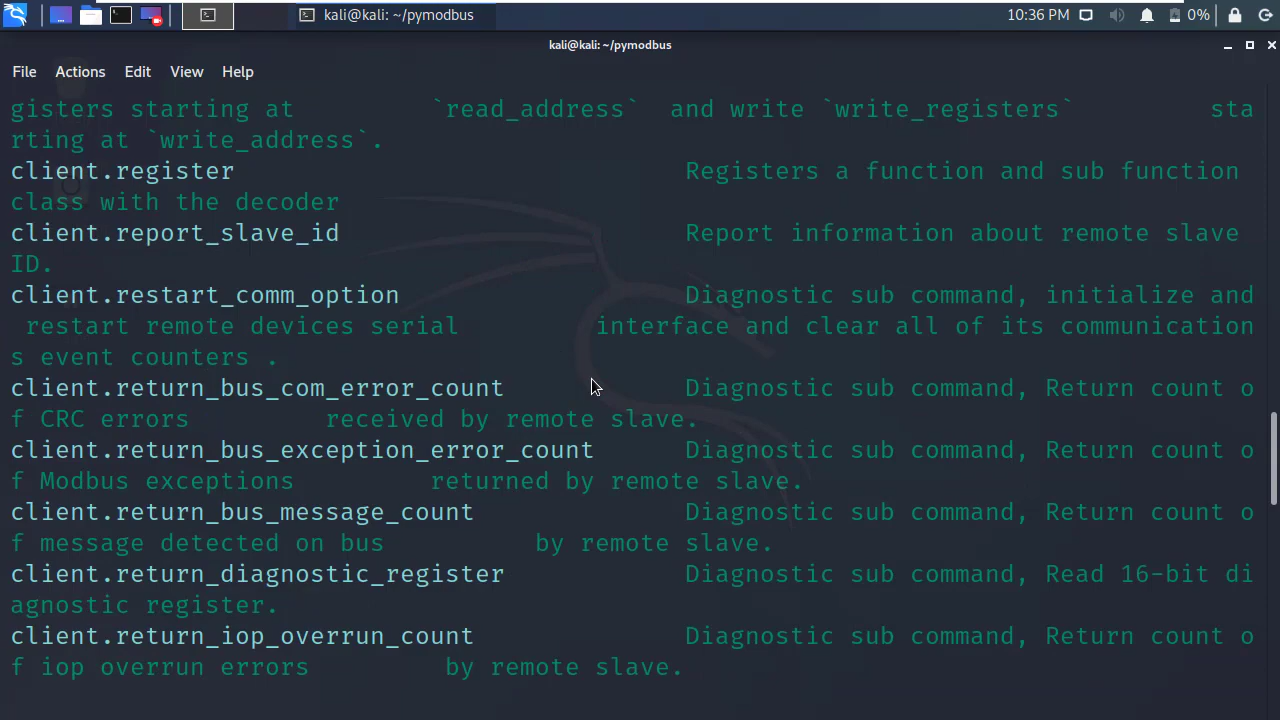 kali@kali: ~/pymodbus 10:36 PM 0%
kali@kali: ~/pymodbus
File Actions Edit View Help
gisters starting at `read_address` and write `write_registers` sta
rting at `write_address`.
client.register Registers a function and sub function
class with the decoder
client.report_slave_id Report information about remote slave
ID.
client.restart_comm_option Diagnostic sub command, initialize and
restart remote devices serial interface and clear all of its communication
s event counters .
client.return_bus_com_error_count Diagnostic sub command, Return count o
f CRC errors received by remote slave.
client.return_bus_exception_error_count Diagnostic sub command, Return count o
f Modbus exceptions returned by remote slave.
client.return_bus_message_count Diagnostic sub command, Return count o
f message detected on bus by remote slave.
client.return_diagnostic_register Diagnostic sub command, Read 16-bit di
agnostic register.
client.return_iop_overrun_count Diagnostic sub command, Return count o
f iop overrun errors by remote slave.